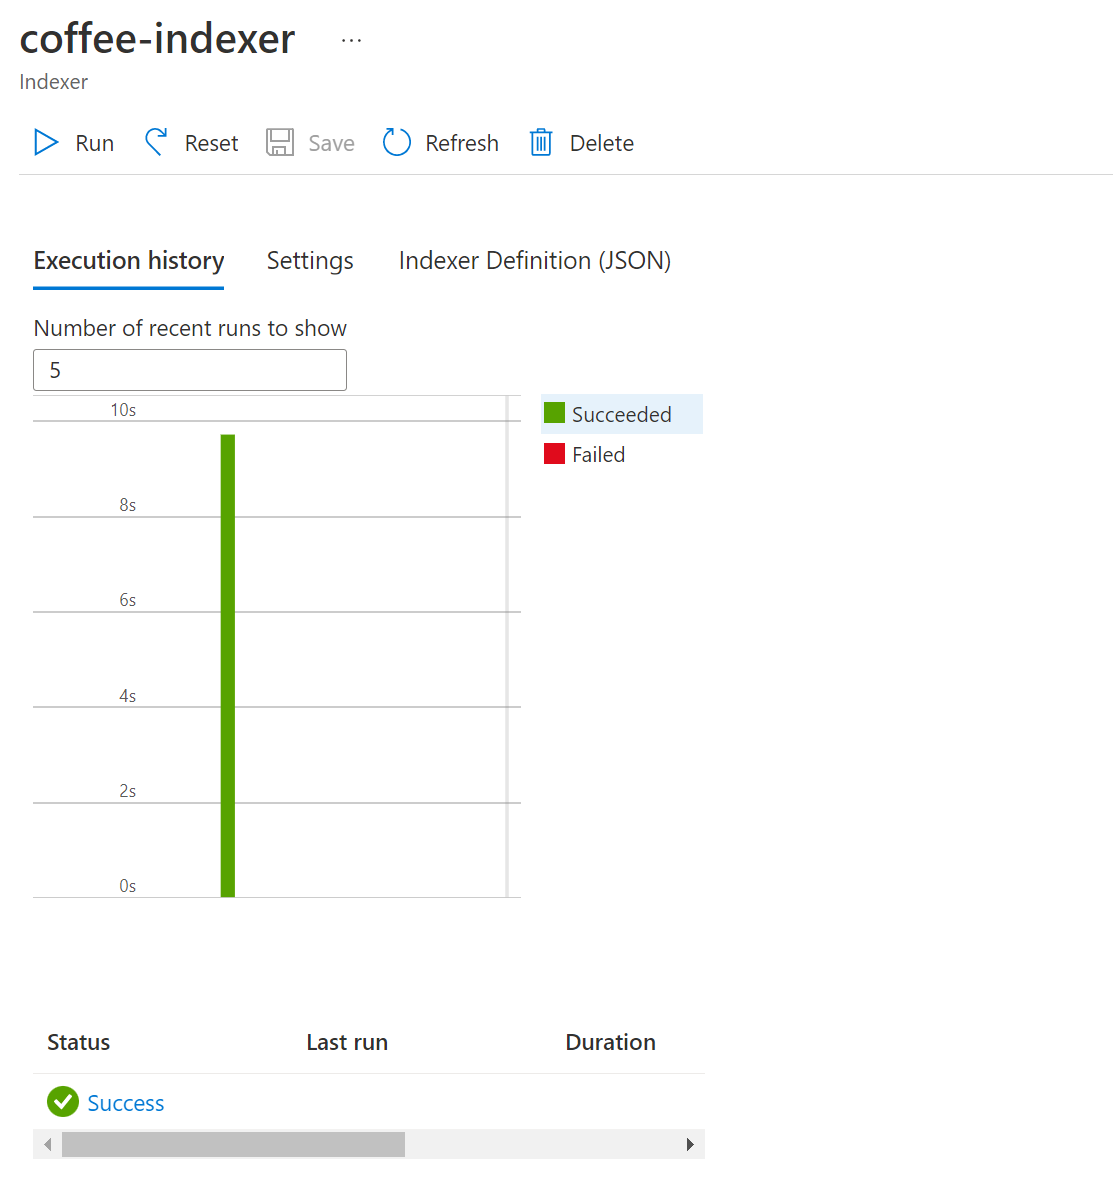 coffee-indexer ...
Indexer
Run Reset Save Refresh Delete
Execution history Settings Indexer Definition (JSON)
Number of recent runs to show
5
10s
8s
6s
4s
2s
0s
Succeeded
Failed
Status Last run Duration
Success